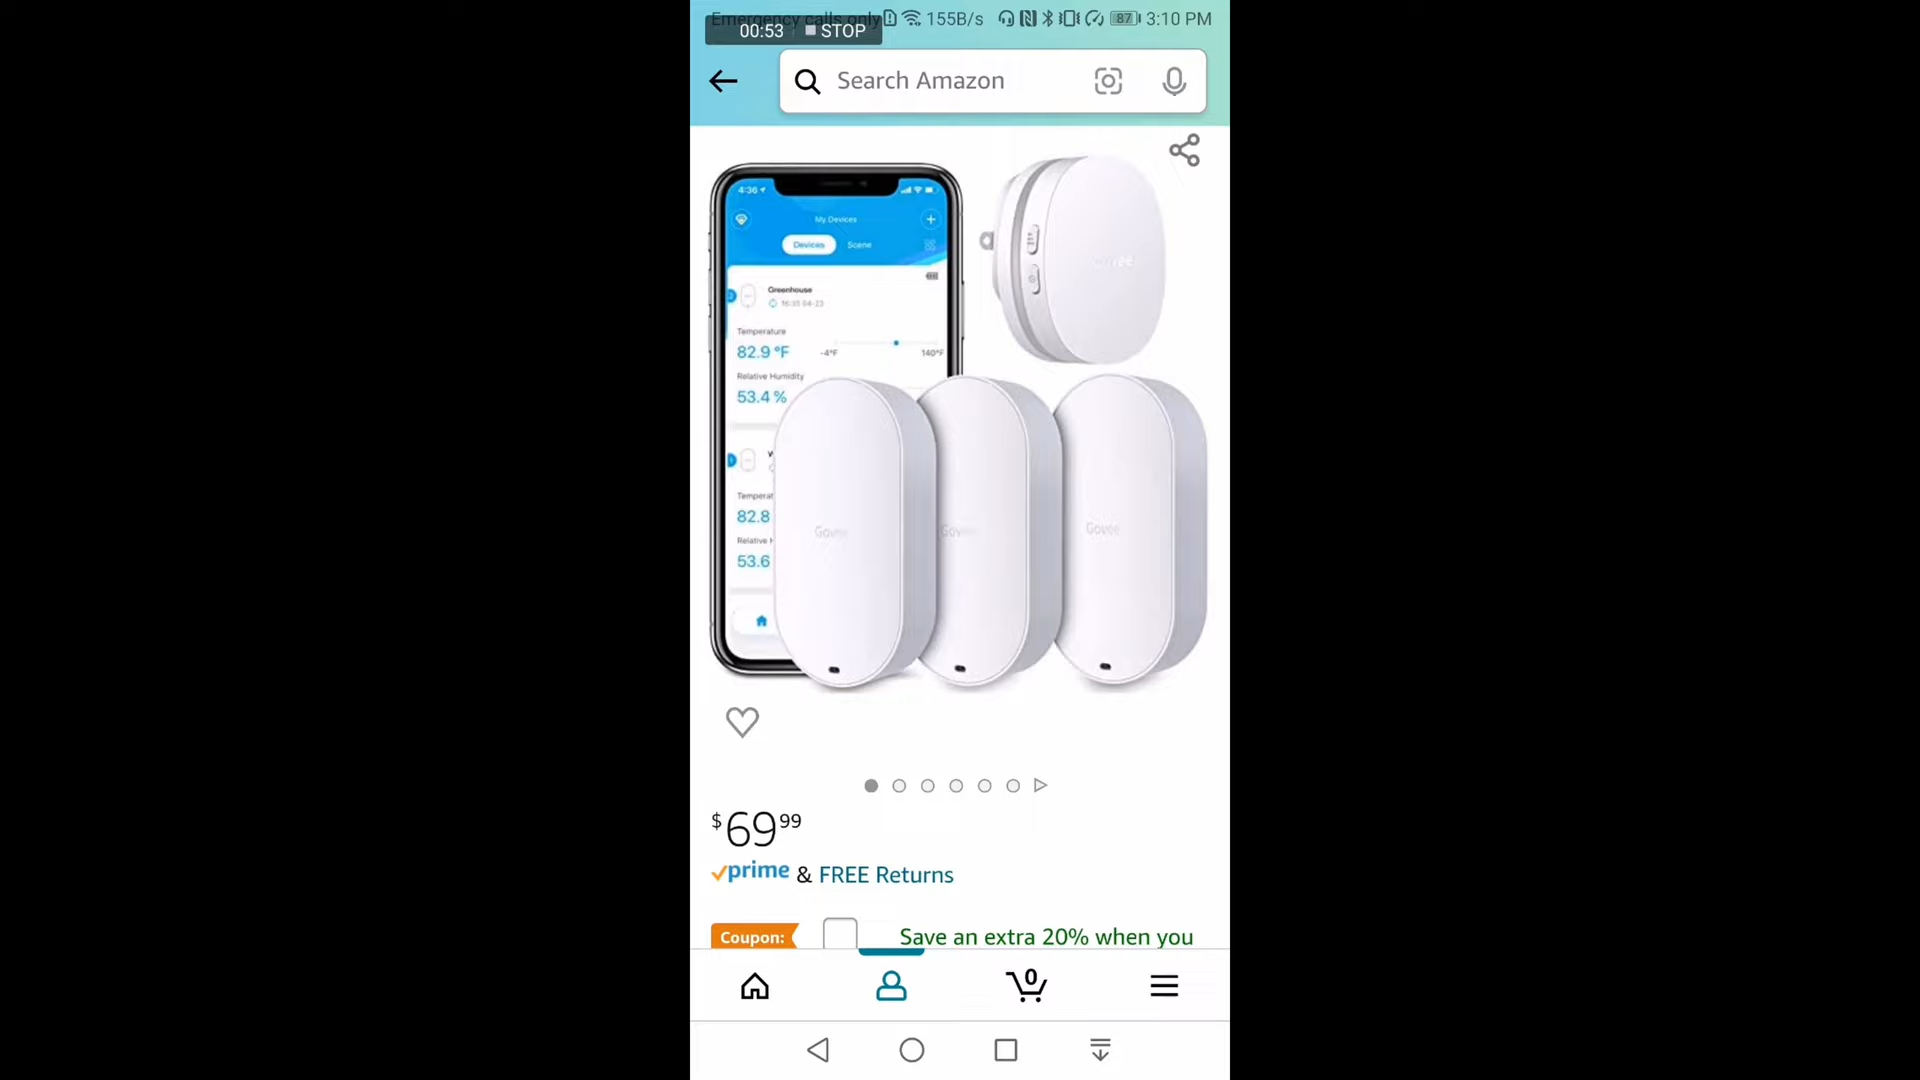 Emergency calls only 155B/s 87 3:10 PM
00:53 STOP
Search Amazon
4:36
My Devices
Devices Scene
Greenhouse
16:35 04-23
Temperature
82.9 °F -4°F 140°F
Relative Humidity
53.4 %
Temperat
82.8
Relative H
53.6
Govee
Govee
Govee
Govee
$69 99
prime & FREE Returns
Coupon: Save an extra 20% when you
0